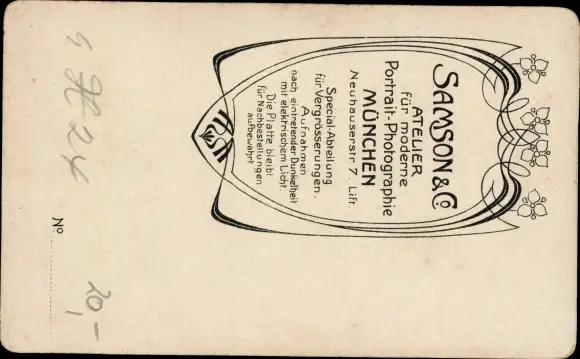 SAMSON & Cº
ATELIER
für moderne
Portrait-Photographie
MÜNCHEN
Neuhauserstr. 7. Lift.
Special-Abteilung
für Vergrösserungen.
Aufnahmen
nach eintretender Dunkelheit
mit elektrischem Licht.
Die Platte bleibt
für Nachbestellungen
aufbewahrt
Nº
20,-